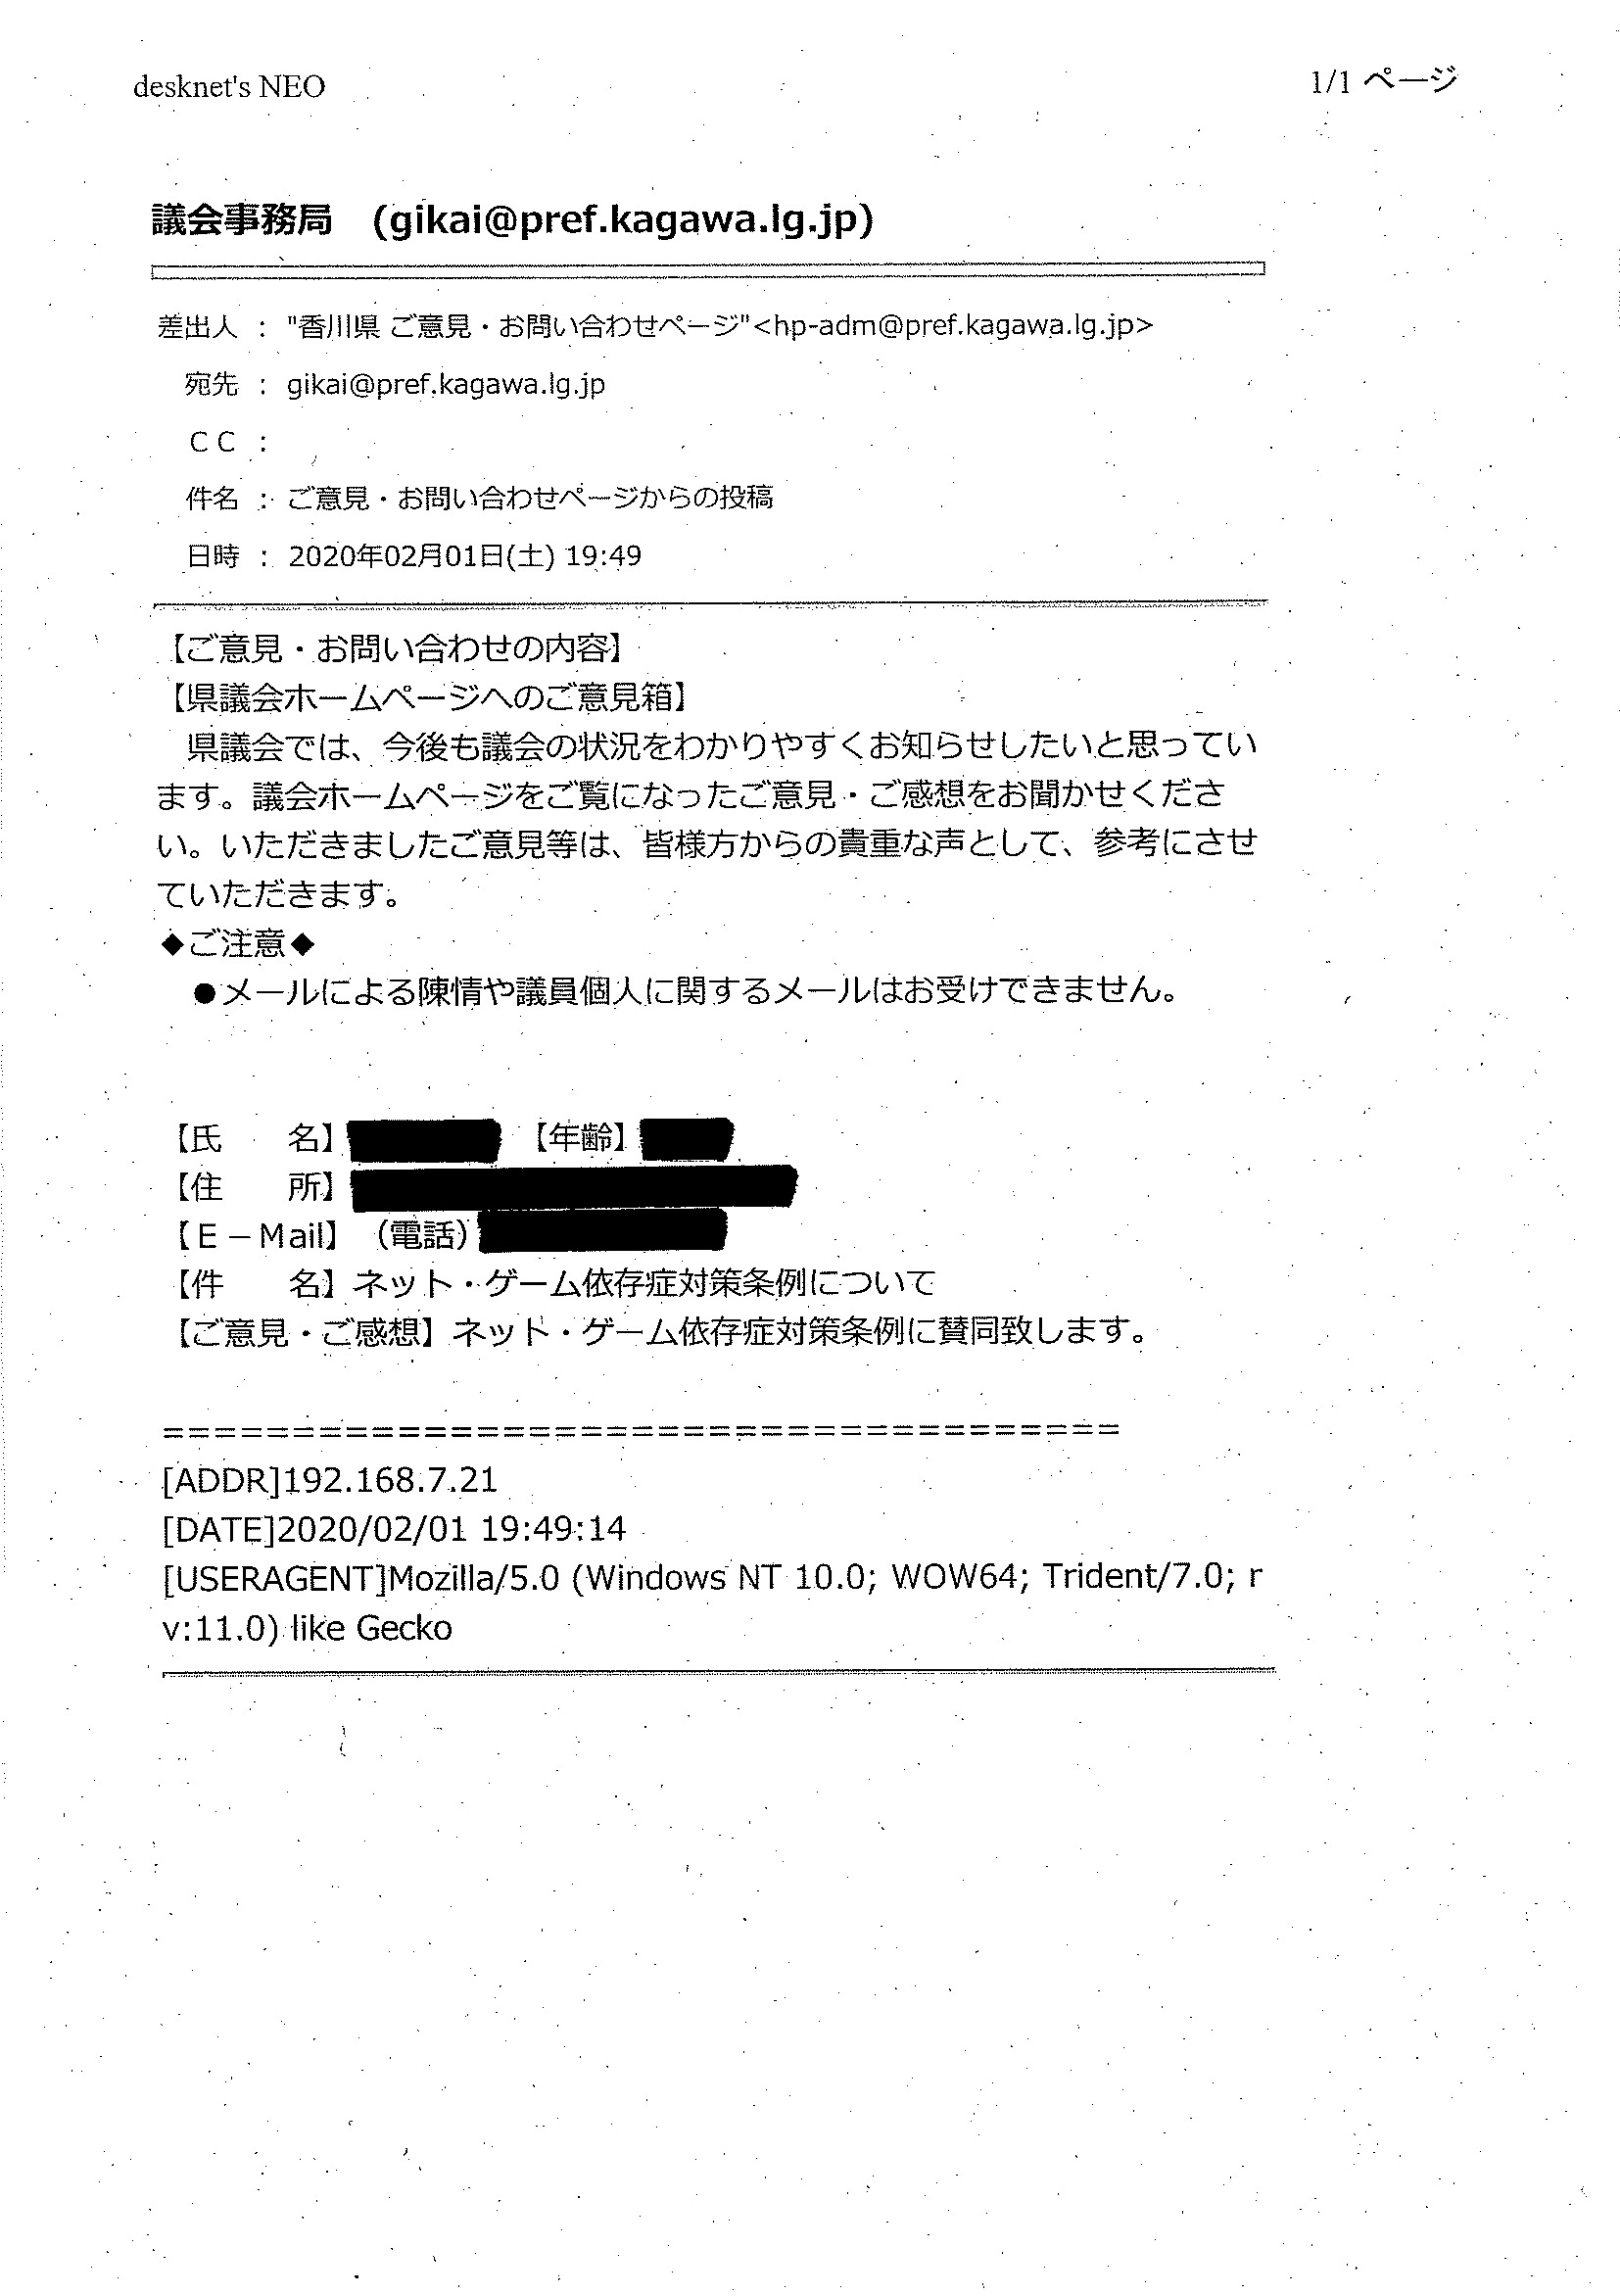 desknet's NEO
1/1 ページ
議会事務局　(gikai@pref.kagawa.lg.jp)
差出人 ： "香川県 ご意見・お問い合わせページ"<hp-adm@pref.kagawa.lg.jp>
宛先 ： gikai@pref.kagawa.lg.jp
ＣＣ ：
件名 ： ご意見・お問い合わせページからの投稿
日時 ： 2020年02月01日(土) 19:49
【ご意見・お問い合わせの内容】
【県議会ホームページへのご意見箱】
　県議会では、今後も議会の状況をわかりやすくお知らせしたいと思ってい
ます。議会ホームページをご覧になったご意見・ご感想をお聞かせくださ
い。いただきましたご意見等は、皆様方からの貴重な声として、参考にさせ
ていただきます。
◆ご注意◆
　●メールによる陳情や議員個人に関するメールはお受けできません。
【氏　　名】　【年齢】
【住　　所】
【Ｅ－Mail】（電話）
【件　　名】ネット・ゲーム依存症対策条例について
【ご意見・ご感想】ネット・ゲーム依存症対策条例に賛同致します。
=====================================
[ADDR]192.168.7.21
[DATE]2020/02/01 19:49:14
[USERAGENT]Mozilla/5.0 (Windows NT 10.0; WOW64; Trident/7.0; r
v:11.0) like Gecko